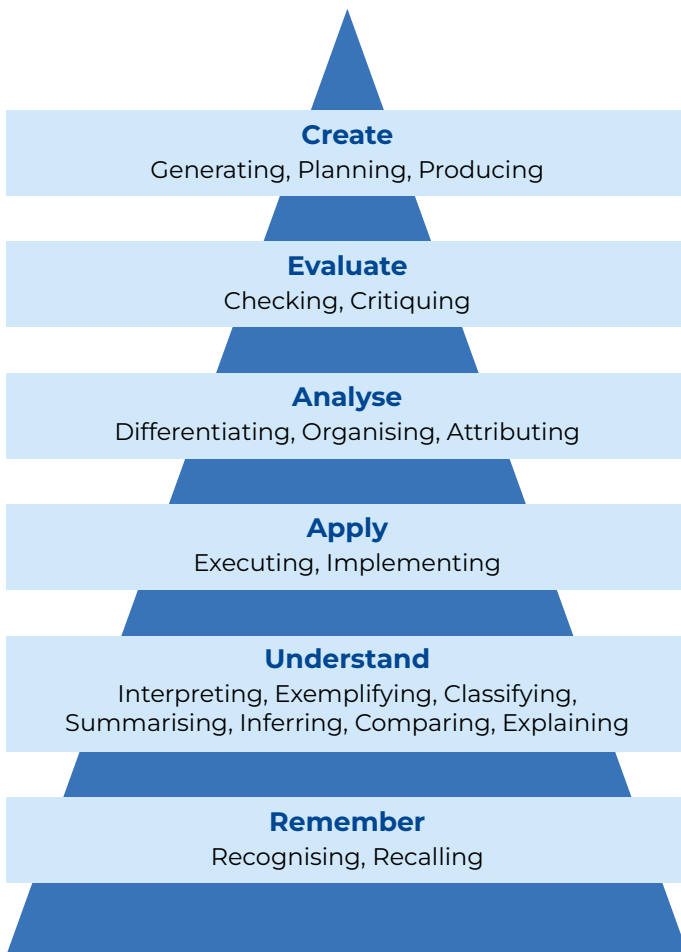 Create
Generating, Planning, Producing
Evaluate
Checking, Critiquing
Analyse
Differentiating, Organising, Attributing
Apply
Executing, Implementing
Understand
Interpreting, Exemplifying, Classifying,
Summarising, Inferring, Comparing, Explaining
Remember
Recognising, Recalling